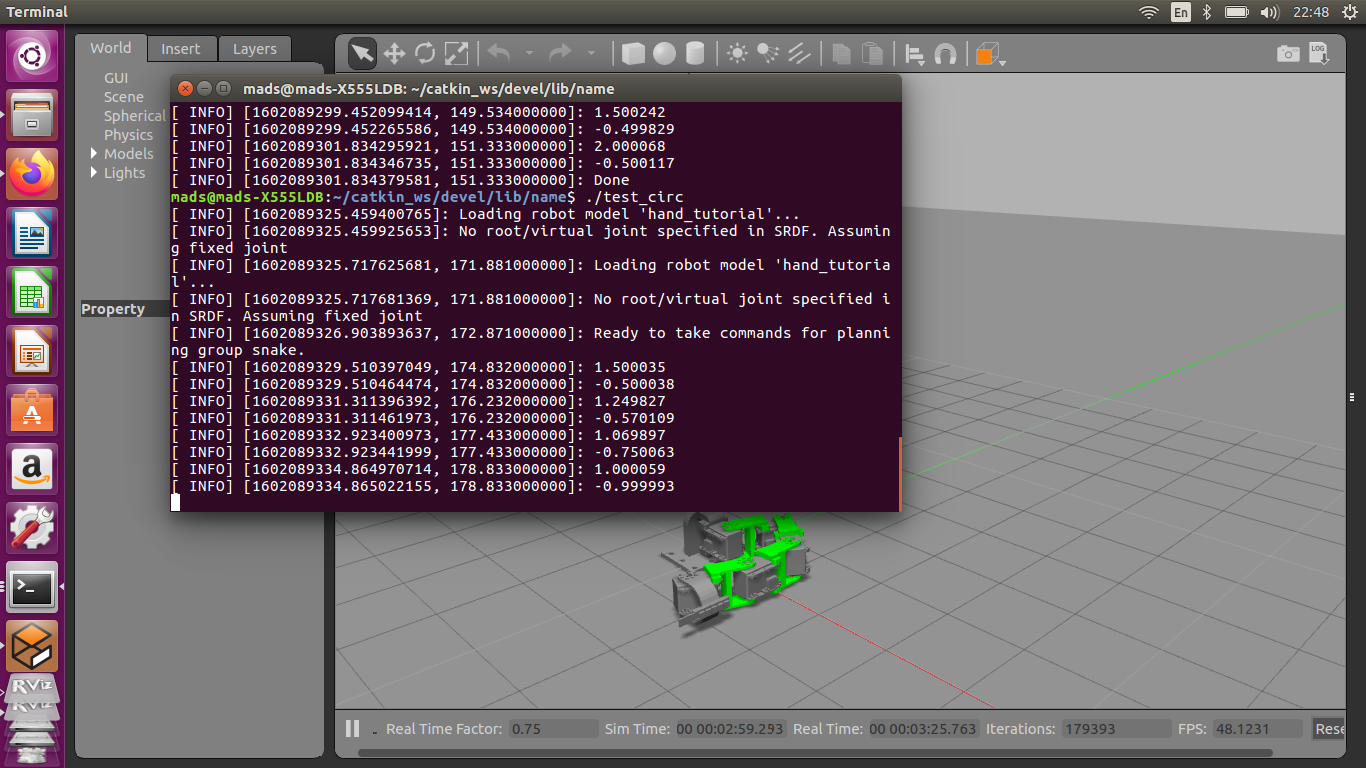 Terminal
En
22:48
World
Insert
Layers
LOG
GUI
Scene
Spherical
Physics
Models
Lights
Property
mads@mads-X555LDB: ~/catkin_ws/devel/lib/name
[ INFO] [1602089299.452099414, 149.534000000]: 1.500242
[ INFO] [1602089299.452265586, 149.534000000]: -0.499829
[ INFO] [1602089301.834295921, 151.333000000]: 2.000068
[ INFO] [1602089301.834346735, 151.333000000]: -0.500117
[ INFO] [1602089301.834379581, 151.333000000]: Done
mads@mads-X555LDB:~/catkin_ws/devel/lib/name$ ./test_circ
[ INFO] [1602089325.459400765]: Loading robot model 'hand_tutorial'...
[ INFO] [1602089325.459925653]: No root/virtual joint specified in SRDF. Assumin
g fixed joint
[ INFO] [1602089325.717625681, 171.881000000]: Loading robot model 'hand_tutoria
l'...
[ INFO] [1602089325.717681369, 171.881000000]: No root/virtual joint specified i
n SRDF. Assuming fixed joint
[ INFO] [1602089326.903893637, 172.871000000]: Ready to take commands for planni
ng group snake.
[ INFO] [1602089329.510397049, 174.832000000]: 1.500035
[ INFO] [1602089329.510464474, 174.832000000]: -0.500038
[ INFO] [1602089331.311396392, 176.232000000]: 1.249827
[ INFO] [1602089331.311461973, 176.232000000]: -0.570109
[ INFO] [1602089332.923400973, 177.433000000]: 1.069897
[ INFO] [1602089332.923441999, 177.433000000]: -0.750063
[ INFO] [1602089334.864970714, 178.833000000]: 1.000059
[ INFO] [1602089334.865022155, 178.833000000]: -0.999993
RViz
Real Time Factor: 0.75 Sim Time: 00 00:02:59.293 Real Time: 00 00:03:25.763 Iterations: 179393 FPS: 48.1231 Rese